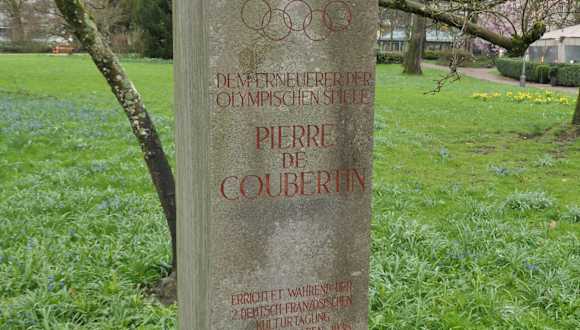 DEM ERNEUERER DER
OLYMPISCHEN SPIELE
PIERRE
DE
COUBERTIN
ERRICHTET WÄHREND DER
2. DEUTSCH-FRANZÖSISCHEN
KULTURTAGUNG